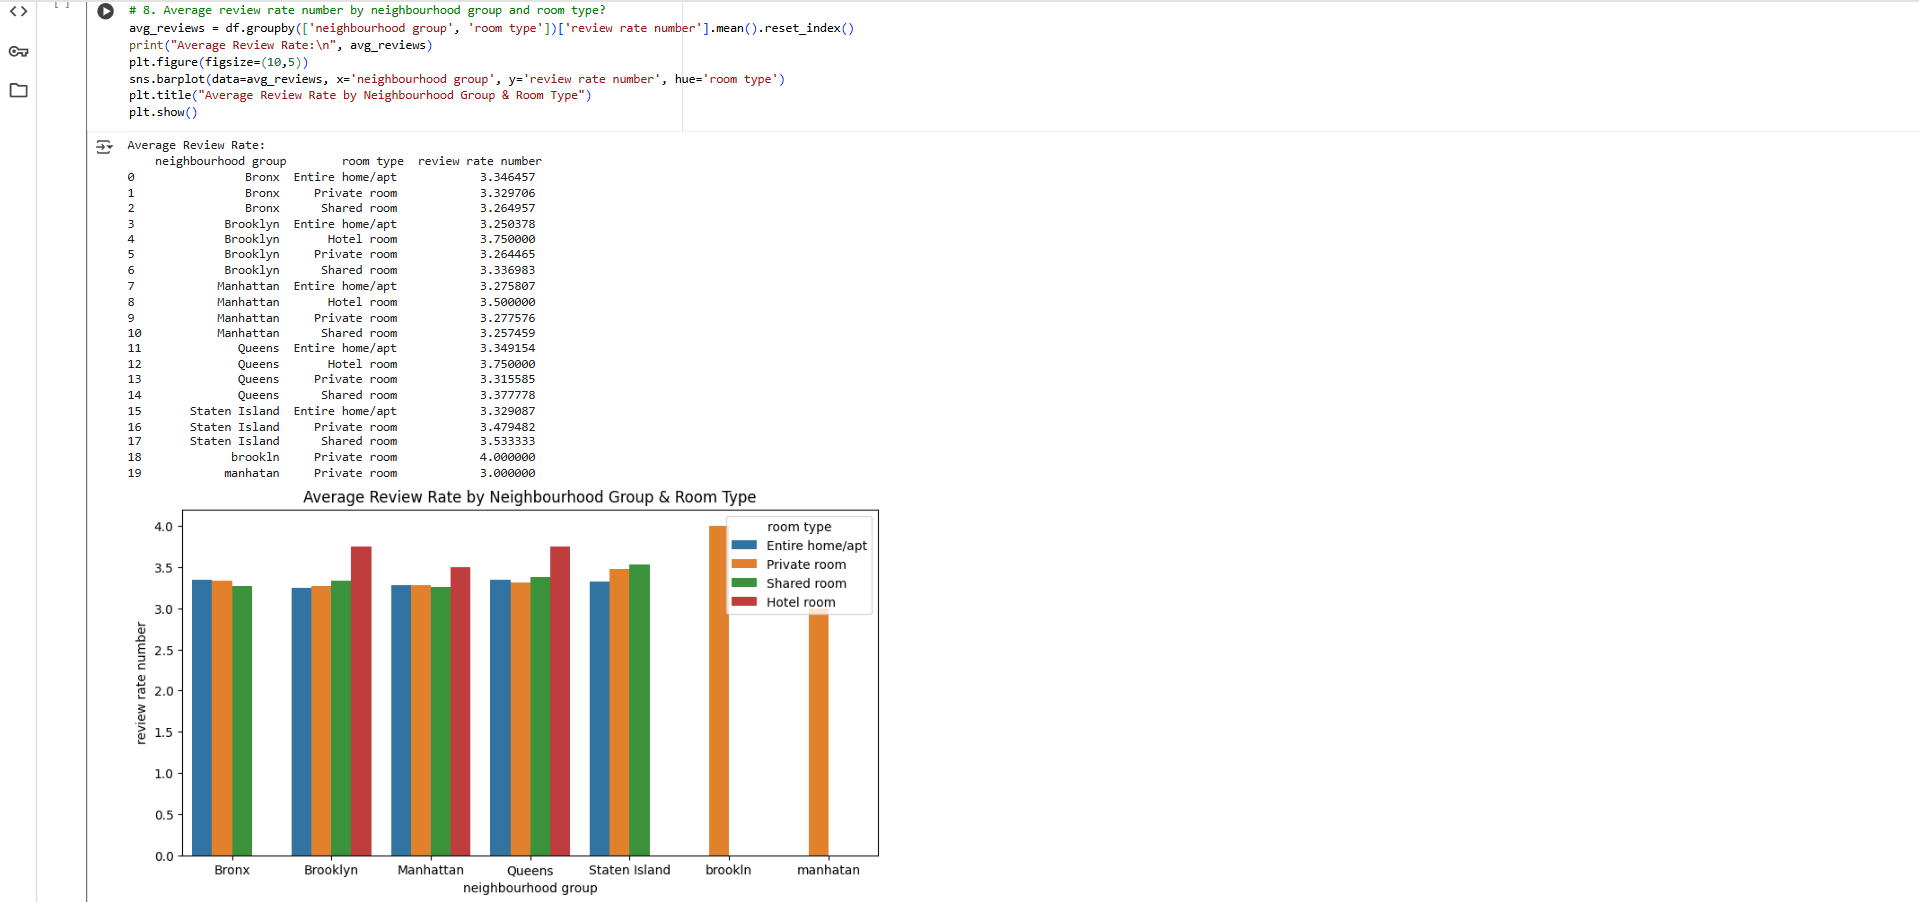 [ ]
# 8. Average review rate number by neighbourhood group and room type?
avg_reviews = df.groupby(['neighbourhood group', 'room type'])['review rate number'].mean().reset_index()
print("Average Review Rate:\n", avg_reviews)
plt.figure(figsize=(10,5))
sns.barplot(data=avg_reviews, x='neighbourhood group', y='review rate number', hue='room type')
plt.title("Average Review Rate by Neighbourhood Group & Room Type")
plt.show()
Average Review Rate:
neighbourhood group room type review rate number
0 Bronx Entire home/apt 3.346457
1 Bronx Private room 3.329706
2 Bronx Shared room 3.264957
3 Brooklyn Entire home/apt 3.250378
4 Brooklyn Hotel room 3.750000
5 Brooklyn Private room 3.264465
6 Brooklyn Shared room 3.336983
7 Manhattan Entire home/apt 3.275807
8 Manhattan Hotel room 3.500000
9 Manhattan Private room 3.277576
10 Manhattan Shared room 3.257459
11 Queens Entire home/apt 3.349154
12 Queens Hotel room 3.750000
13 Queens Private room 3.315585
14 Queens Shared room 3.377778
15 Staten Island Entire home/apt 3.329087
16 Staten Island Private room 3.479482
17 Staten Island Shared room 3.533333
18 brookln Private room 4.000000
19 manhatan Private room 3.000000
Average Review Rate by Neighbourhood Group & Room Type
room type
Entire home/apt
Private room
Shared room
Hotel room
4.0
3.5
3.0
2.5
2.0
1.5
1.0
0.5
0.0
review rate number
Bronx Brooklyn Manhattan Queens Staten Island brookln manhatan
neighbourhood group